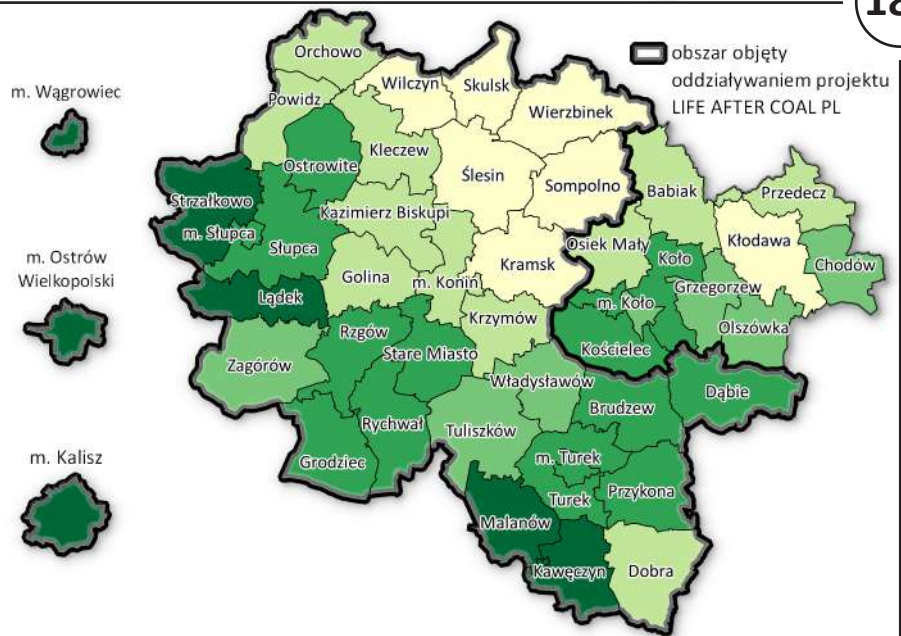 18
obszar objęty
oddziaływaniem projektu
LIFE AFTER COAL PL
m. Wągrowiec
m. Ostrów
Wielkopolski
m. Kalisz
Orchowo
Wilczyn
Skulsk
Wierzbinek
Powidz
Kleczew
Ostrowite
Ślesin
Sompolno
Babiak
Przedecz
Strzałkowo
Kazimierz Biskupi
m. Słupca
Słupca
Osiek Mały
Koło
Kłodawa
Chodów
Golina
m. Konin
Kramsk
Grzegorzew
Lądek
m. Koło
Krzymów
Olszówka
Rzgów
Stare Miasto
Kościelec
Zagórów
Władysławów
Dąbie
Brudzew
Rychwał
Tuliszków
Grodziec
m. Turek
Przykona
Turek
Malanów
Kawęczyn
Dobra